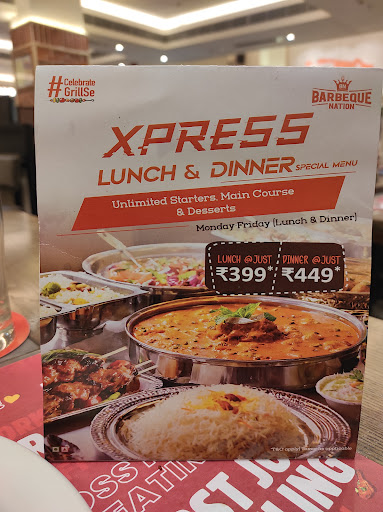 #Celebrate
GrillSe
BN
BARBEQUE
NATION
XPRESS
LUNCH & DINNER SPECIAL MENU
Unlimited Starters, Main Course
& Desserts
Monday Friday (Lunch & Dinner)
LUNCH @JUST
₹399*
DINNER @JUST
₹449*